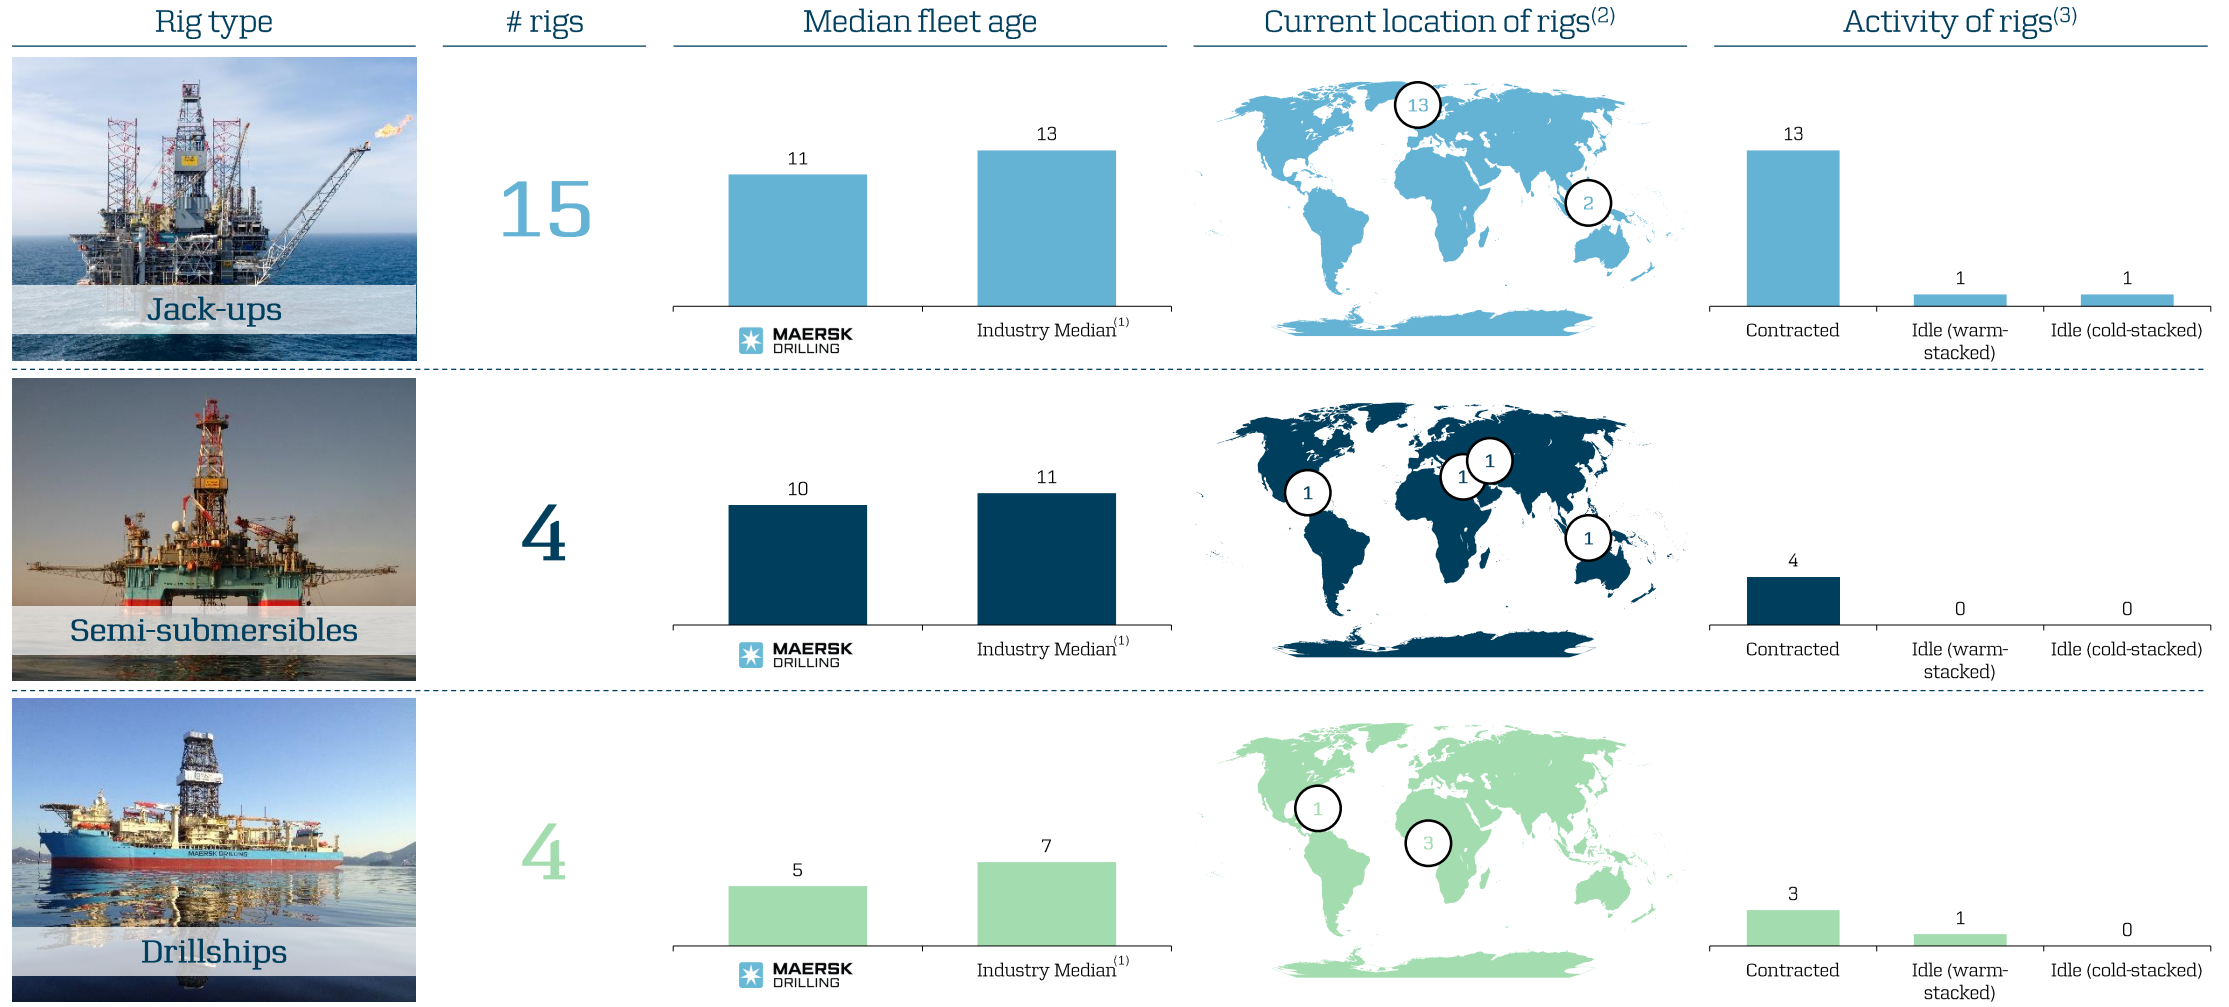 Rig type
# rigs
Median fleet age
Current location of rigs(2)
Activity of rigs(3)
Jack-ups
15
11
13
MAERSK
DRILLING
Industry Median(1)
13
2
13
1
1
Contracted
Idle (warm-
stacked)
Idle (cold-stacked)
Semi-submersibles
4
10
11
MAERSK
DRILLING
Industry Median(1)
1
1
1
1
4
0
0
Contracted
Idle (warm-
stacked)
Idle (cold-stacked)
MAERSK DRILLING
Drillships
4
5
7
MAERSK
DRILLING
Industry Median(1)
1
3
3
1
0
Contracted
Idle (warm-
stacked)
Idle (cold-stacked)